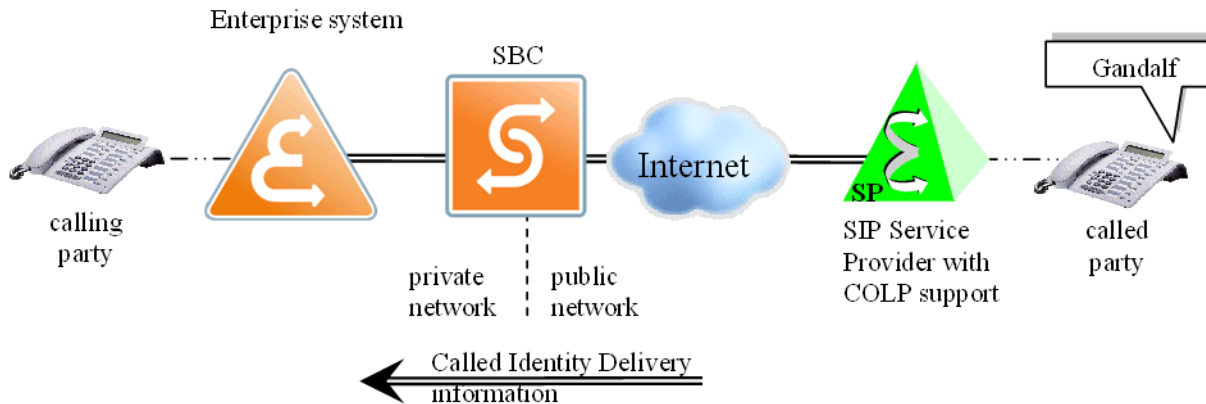 Enterprise system
SBC
Gandalf
Internet
SP
calling
party
SIP Service
Provider with
COLP support
called
party
private
network
public
network
Called Identity Delivery
information